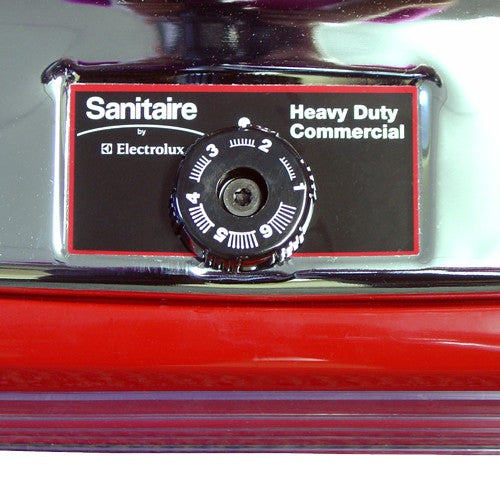 Sanitaire
by
Electrolux
Heavy Duty
Commercial
1
2
3
4
5
6